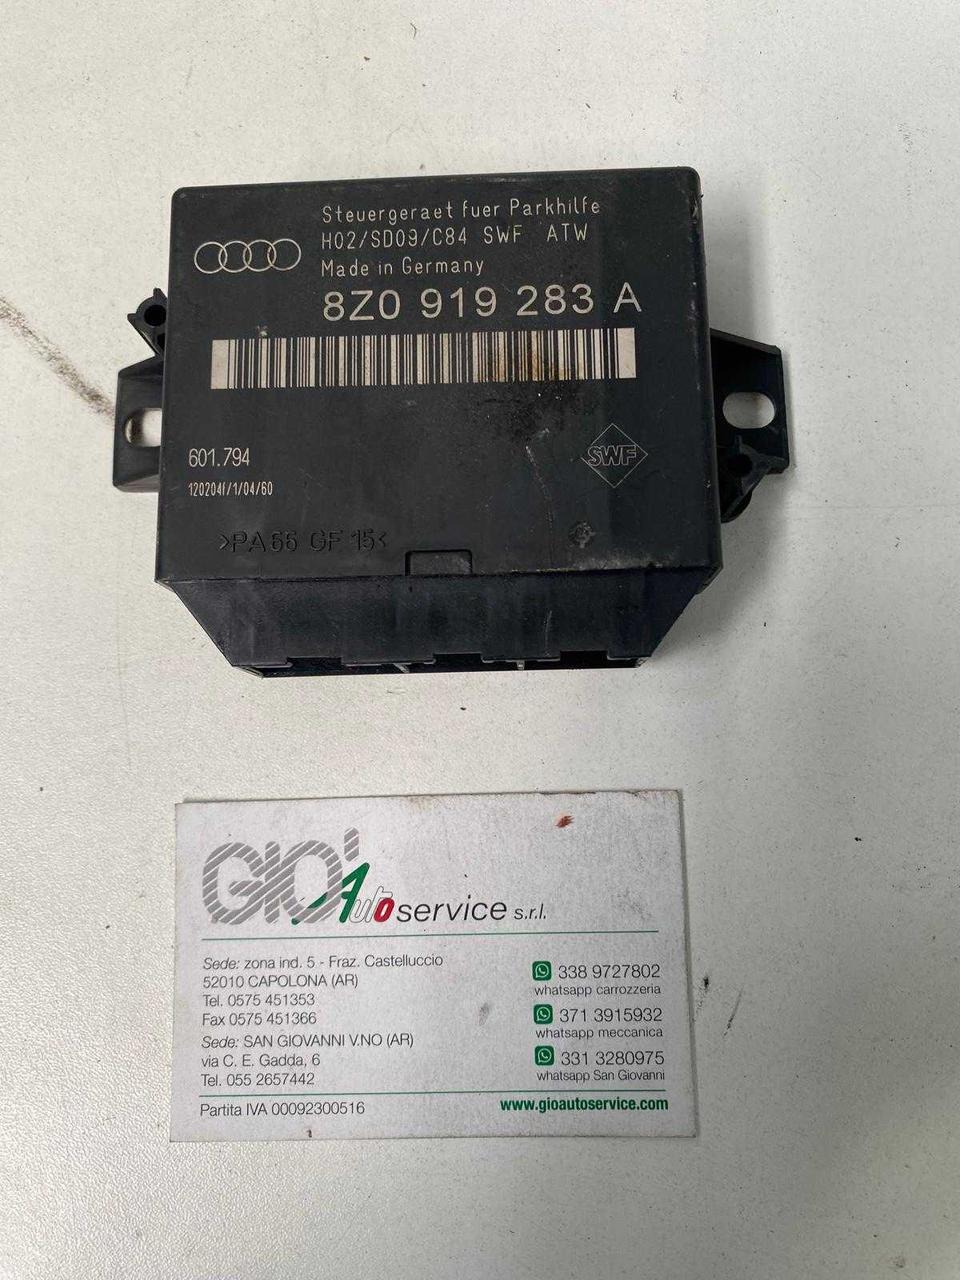 Steuergeraet fuer Parkhilfe
H02/SD09/C84 SWF ATW
Made in Germany
8Z0 919 283 A
601.794
SWF
120204f/1/04/60
>PA66 GF 15<
GIO' Auto service s.r.l.
Sede: zona ind. 5 - Fraz. Castelluccio
52010 CAPOLONA (AR)
Tel. 0575 451353
Fax 0575 451366
Sede: SAN GIOVANNI V.NO (AR)
via C. E. Gadda, 6
Tel. 055 2657442
338 9727802
whatsapp carrozzeria
371 3915932
whatsapp meccanica
331 3280975
whatsapp San Giovanni
Partita IVA 00092300516
www.gioautoservice.com